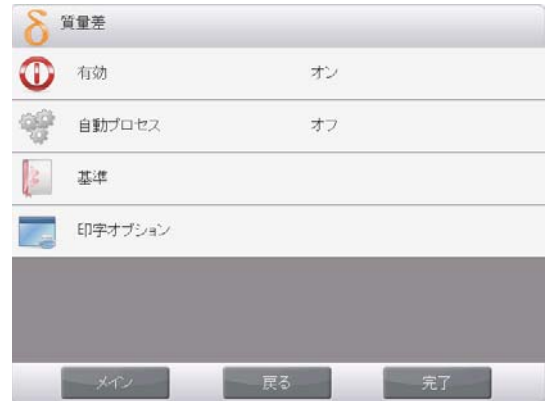 δ 質量差
有効 オン
自動プロセス オフ
基準
印字オプション
メイン 戻る 完了